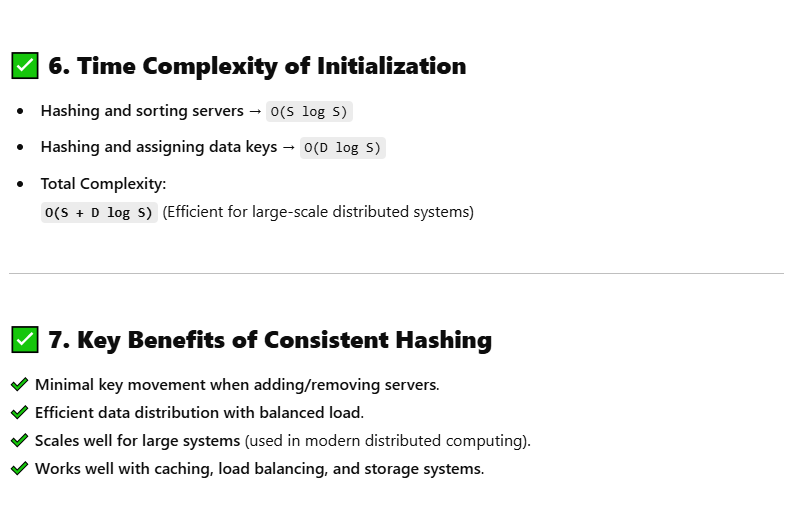 ✅ 6. Time Complexity of Initialization
• Hashing and sorting servers → O(S log S)
• Hashing and assigning data keys → O(D log S)
• Total Complexity:
O(S + D log S) (Efficient for large-scale distributed systems)
✅ 7. Key Benefits of Consistent Hashing
✔ Minimal key movement when adding/removing servers.
✔ Efficient data distribution with balanced load.
✔ Scales well for large systems (used in modern distributed computing).
✔ Works well with caching, load balancing, and storage systems.